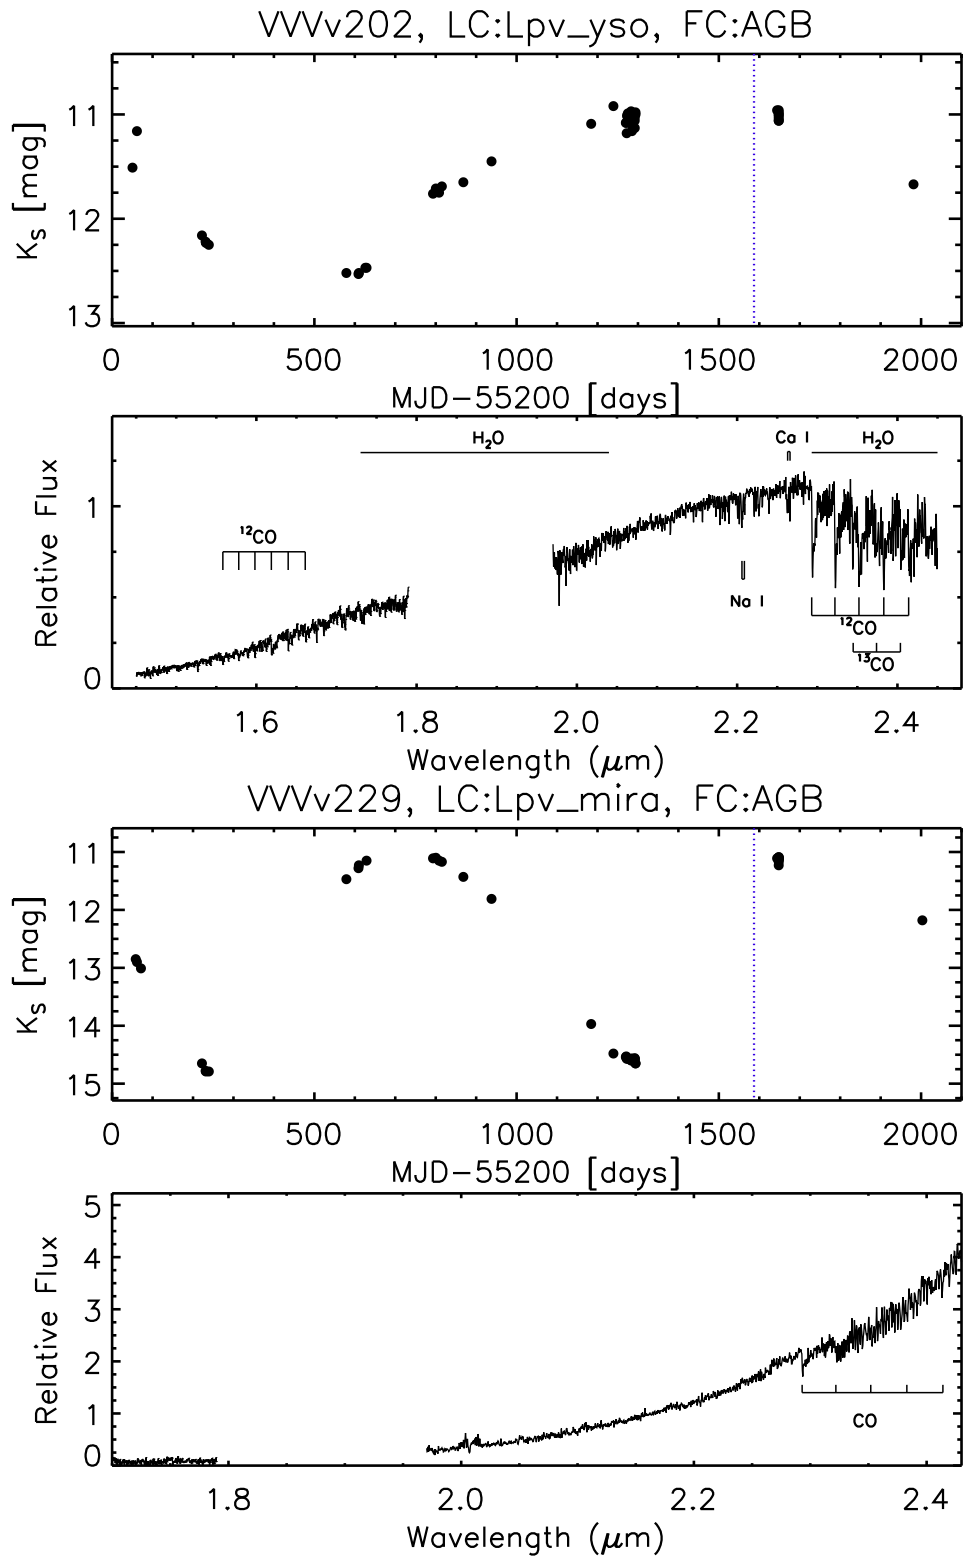 VVVv202, LC:Lpv_yso, FC:AGB
11
12
13
Ks [mag]
0 500 1000 1500 2000
MJD−55200 [days]
H2O Ca I H2O
1
0
Relative Flux
12CO
Na I
12CO
13CO
1.6 1.8 2.0 2.2 2.4
Wavelength (μm)
VVVv229, LC:Lpv_mira, FC:AGB
11
12
13
14
15
Ks [mag]
0 500 1000 1500 2000
MJD−55200 [days]
5
4
3
2
1
0
Relative Flux
CO
1.8 2.0 2.2 2.4
Wavelength (μm)